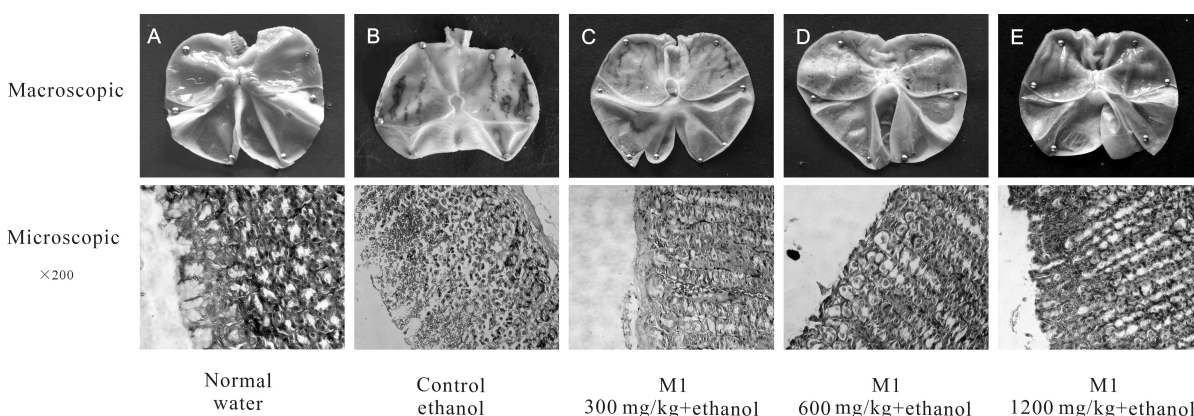 A
B
C
D
E
Macroscopic
Microscopic
×200
Normal
water
Control
ethanol
M1
300 mg/kg+ethanol
M1
600 mg/kg+ethanol
M1
1200 mg/kg+ethanol